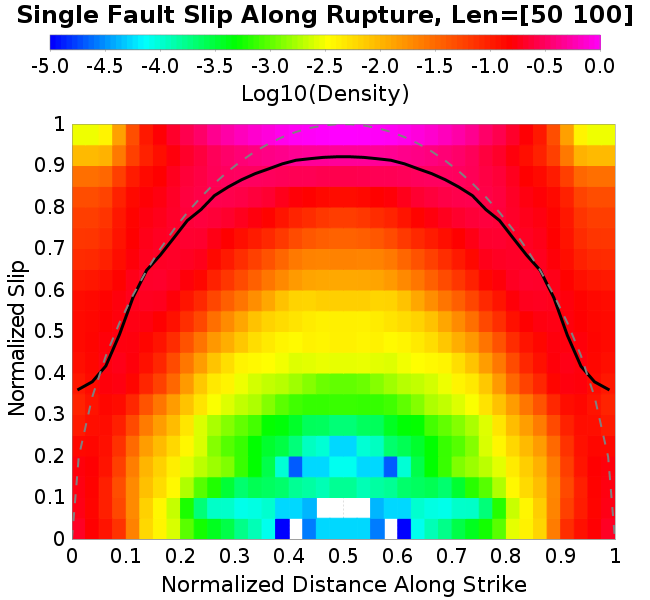 Single Fault Slip Along Rupture, Len=[50 100]
-5.0 -4.5 -4.0 -3.5 -3.0 -2.5 -2.0 -1.5 -1.0 -0.5 0.0
Log10(Density)
Normalized Slip
1
0.9
0.8
0.7
0.6
0.5
0.4
0.3
0.2
0.1
0
0 0.1 0.2 0.3 0.4 0.5 0.6 0.7 0.8 0.9 1
Normalized Distance Along Strike